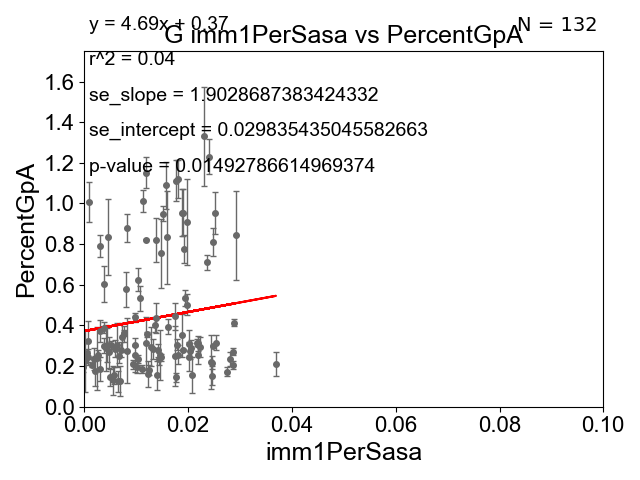 y = 4.69x + 0.37
N = 132
G imm1PerSasa vs PercentGpA
r^2 = 0.04
se_slope = 1.9028687383424332
se_intercept = 0.029835435045582663
p-value = 0.01492786614969374
PercentGpA
1.6
1.4
1.2
1.0
0.8
0.6
0.4
0.2
0.0
0.00 0.02 0.04 0.06 0.08 0.10
imm1PerSasa